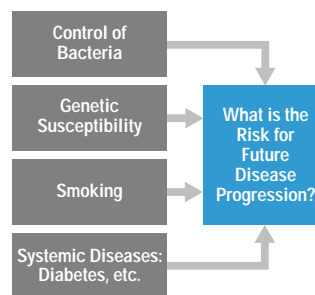 Control of
Bacteria
Genetic
Susceptibility
Smoking
Systemic Diseases:
Diabetes, etc.
What is the
Risk for
Future
Disease
Progression?